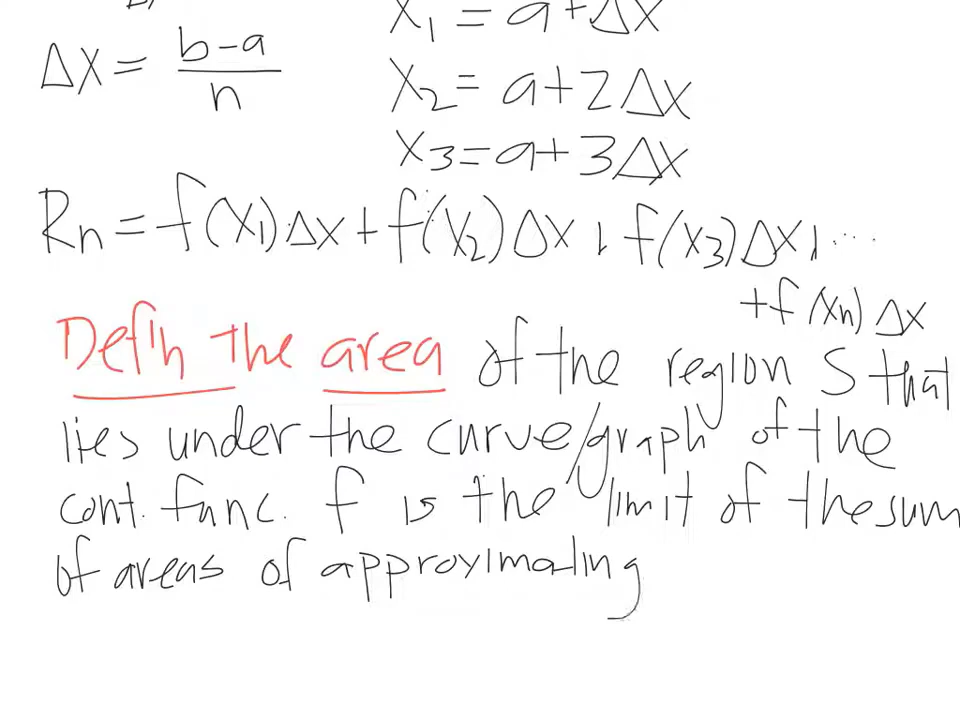 x₁ = a + Δx
Δx = (b-a)/n
x₂ = a + 2Δx
x₃ = a + 3Δx
Rn = f(x₁)Δx + f(x₂)Δx + f(x₃)Δx + ...
+ f(xn)Δx
Defin the area of the region S that
lies under the curve/graph of the
cont. func. f is the limit of the sum
of areas of approximating